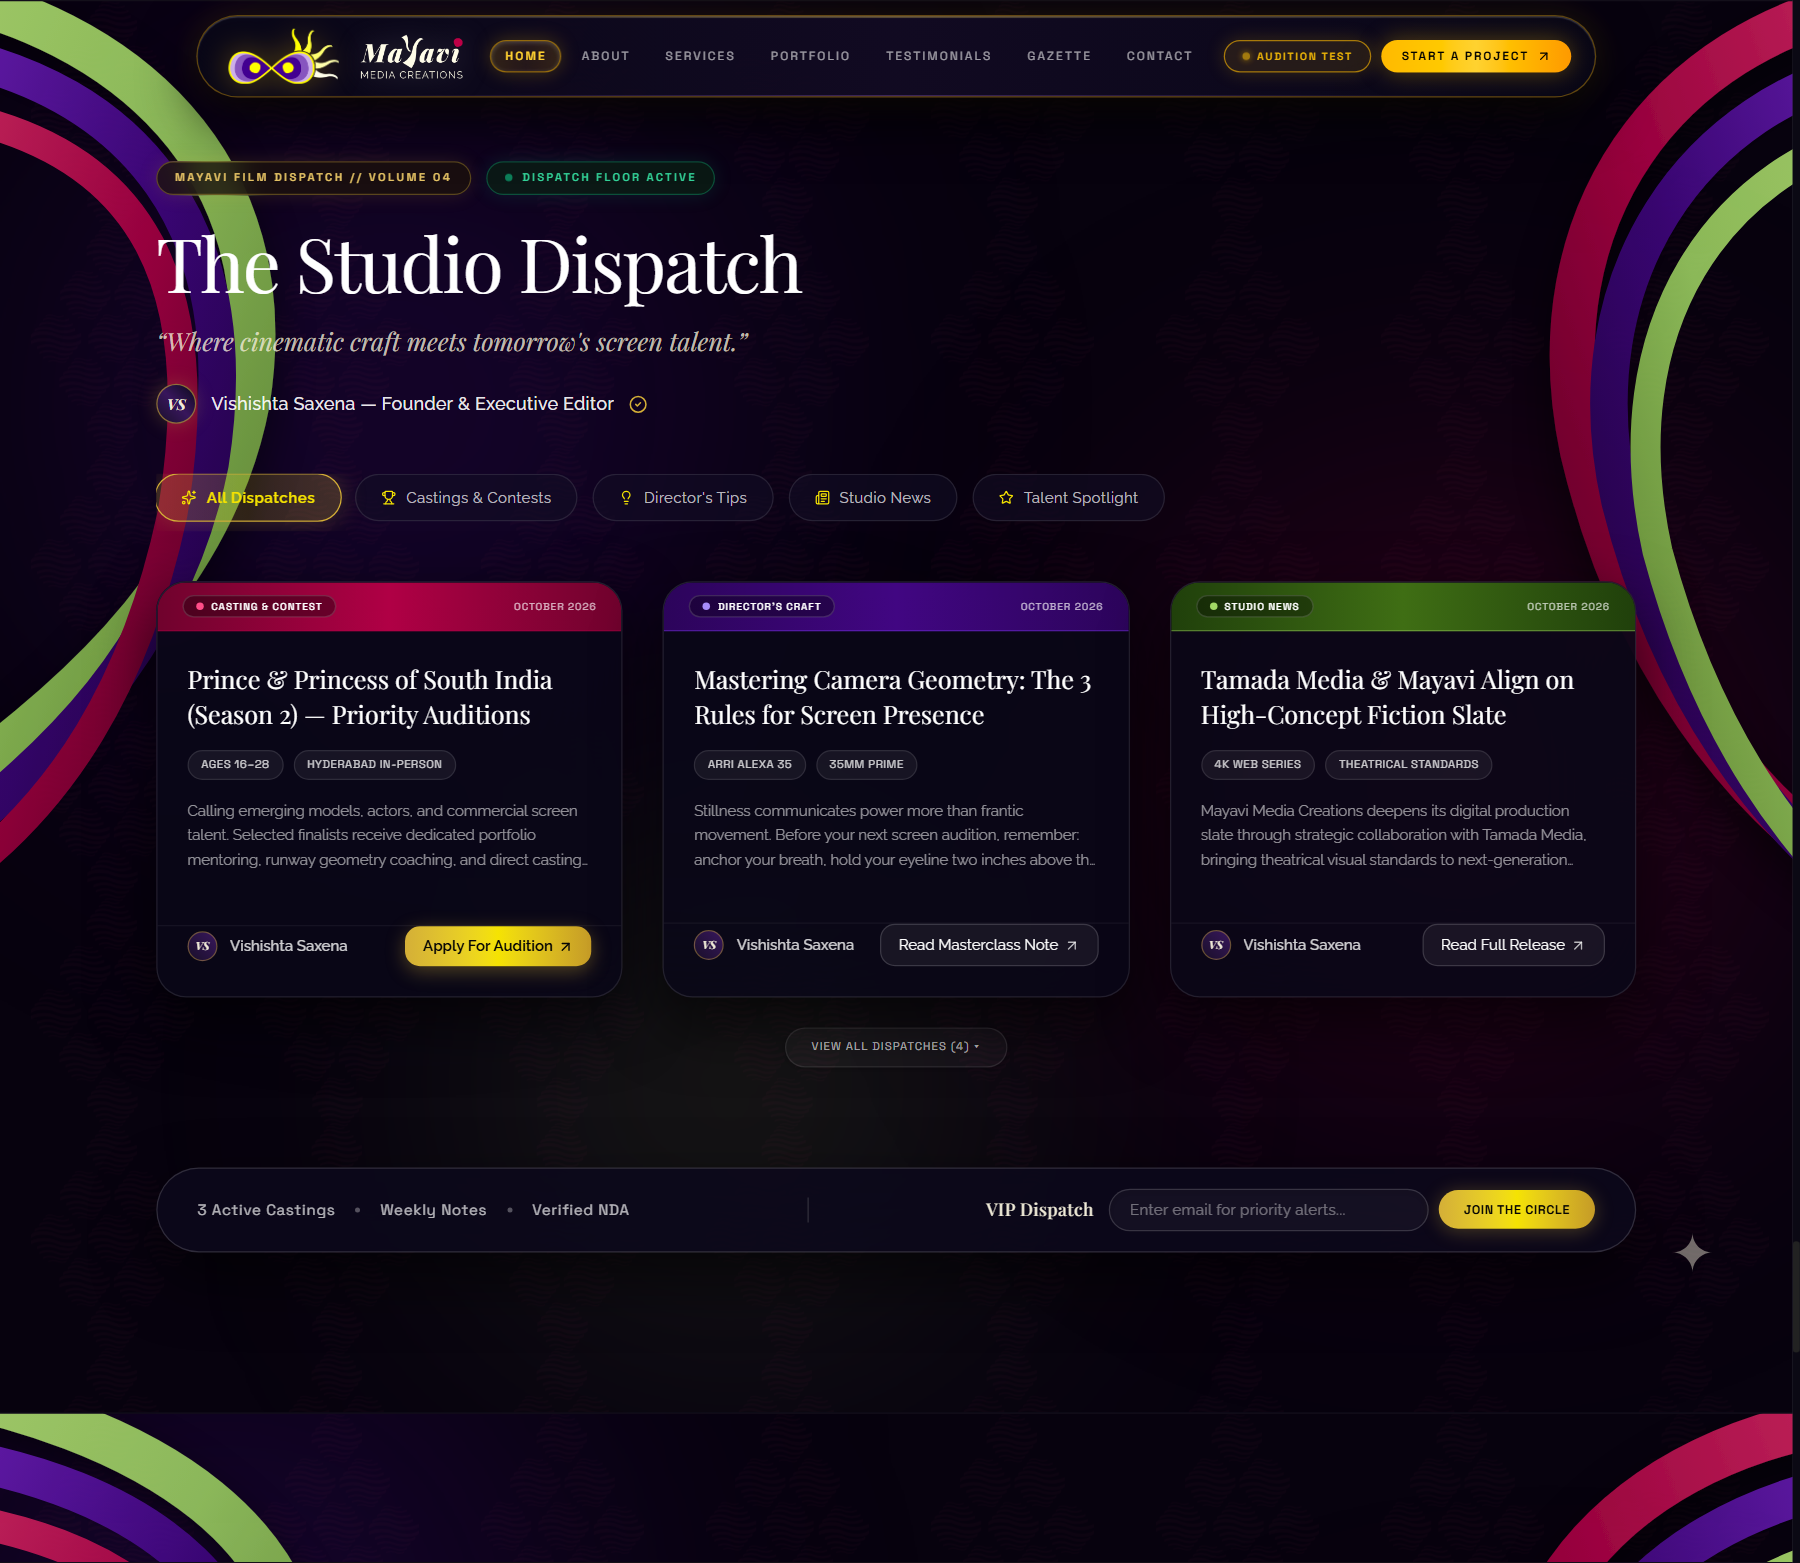 Mayavi
MEDIA CREATIONS
HOME
ABOUT
SERVICES
PORTFOLIO
TESTIMONIALS
GAZETTE
CONTACT
AUDITION TEST
START A PROJECT
MAYAVI FILM DISPATCH // VOLUME 04
DISPATCH FLOOR ACTIVE
The Studio Dispatch
“Where cinematic craft meets tomorrow's screen talent.”
VS
Vishishta Saxena — Founder & Executive Editor
All Dispatches
Castings & Contests
Director's Tips
Studio News
Talent Spotlight
CASTING & CONTEST
OCTOBER 2026
Prince & Princess of South India
(Season 2) — Priority Auditions
AGES 16–28
HYDERABAD IN-PERSON
Calling emerging models, actors, and commercial screen
talent. Selected finalists receive dedicated portfolio
mentoring, runway geometry coaching, and direct casting…
VS
Vishishta Saxena
Apply For Audition
DIRECTOR'S CRAFT
OCTOBER 2026
Mastering Camera Geometry: The 3
Rules for Screen Presence
ARRI ALEXA 35
35MM PRIME
Stillness communicates power more than frantic
movement. Before your next screen audition, remember:
anchor your breath, hold your eyeline two inches above th…
VS
Vishishta Saxena
Read Masterclass Note
STUDIO NEWS
OCTOBER 2026
Tamada Media & Mayavi Align on
High-Concept Fiction Slate
4K WEB SERIES
THEATRICAL STANDARDS
Mayavi Media Creations deepens its digital production
slate through strategic collaboration with Tamada Media,
bringing theatrical visual standards to next-generation…
VS
Vishishta Saxena
Read Full Release
VIEW ALL DISPATCHES (4)
3 Active Castings • Weekly Notes • Verified NDA
VIP Dispatch
Enter email for priority alerts...
JOIN THE CIRCLE